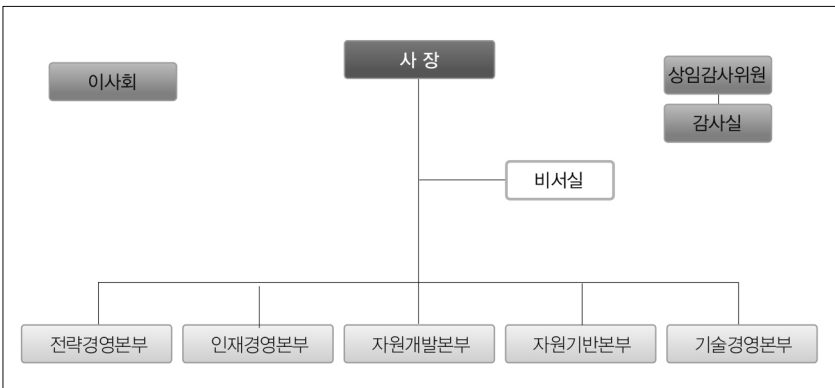 사 장
이사회
상임감사위원
감사실
비서실
전략경영본부
인재경영본부
자원개발본부
자원기반본부
기술경영본부